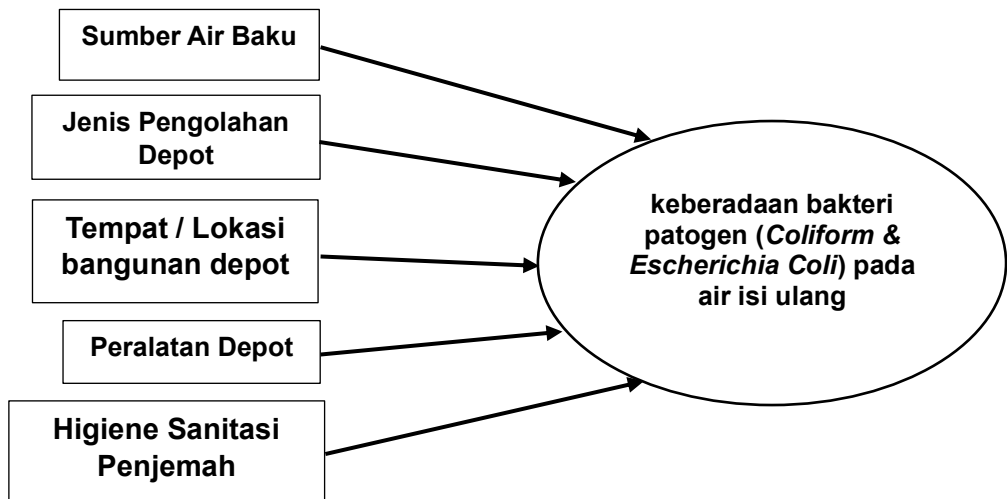 Sumber Air Baku
Jenis Pengolahan
Depot
Tempat / Lokasi
bangunan depot
Peralatan Depot
Higiene Sanitasi
Penjemah
keberadaan bakteri
patogen (Coliform &
Escherichia Coli) pada
air isi ulang